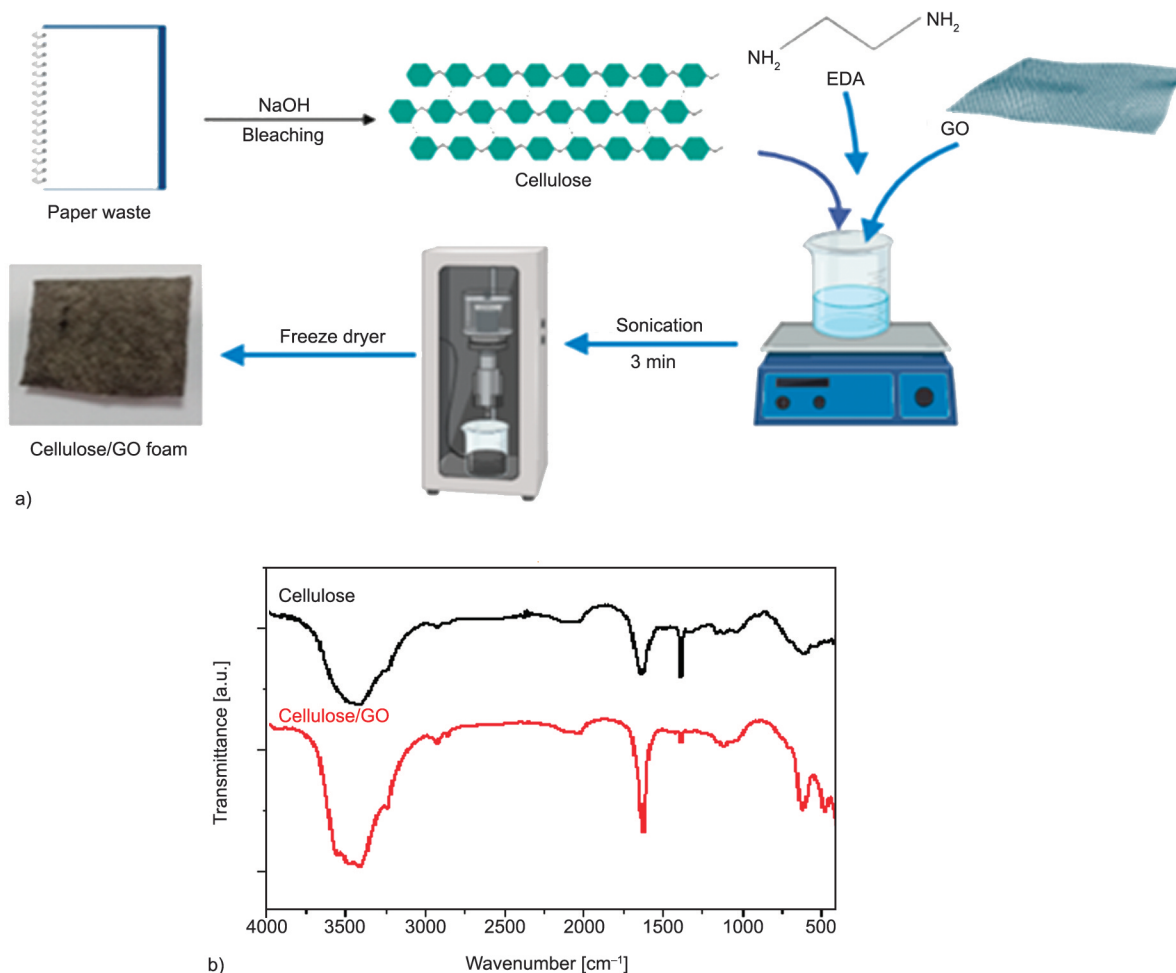 NH₂
NH₂
EDA
GO
NaOH
Bleaching
Cellulose
Paper waste
Freeze dryer
Sonication
3 min
Cellulose/GO foam
a)
Cellulose
Cellulose/GO
Transmittance [a.u.]
4000 3500 3000 2500 2000 1500 1000 500
Wavenumber [cm⁻¹]
b)